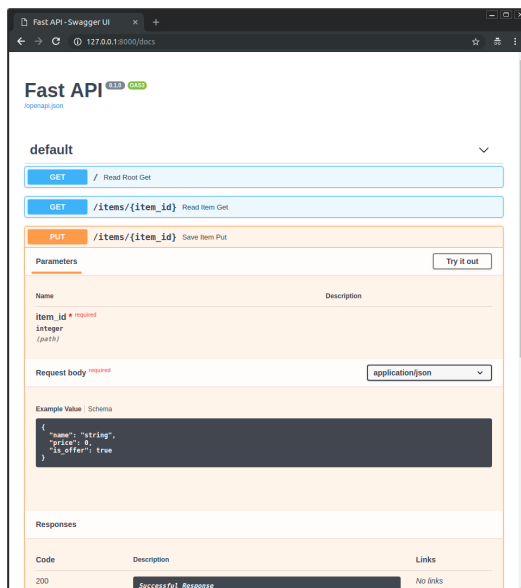 Fast API - Swagger UI
127.0.0.1:8000/docs
Fast API 0.1.0 OAS3
/openapi.json
default
GET / Read Root Get
GET /items/{item_id} Read Item Get
PUT /items/{item_id} Save Item Put
Parameters Try it out
Name Description
item_id * required
integer
(path)
Request body required application/json
Example Value | Schema
{
"name": "string",
"price": 0,
"is_offer": true
}
Responses
Code Description Links
200 Successful Response No links